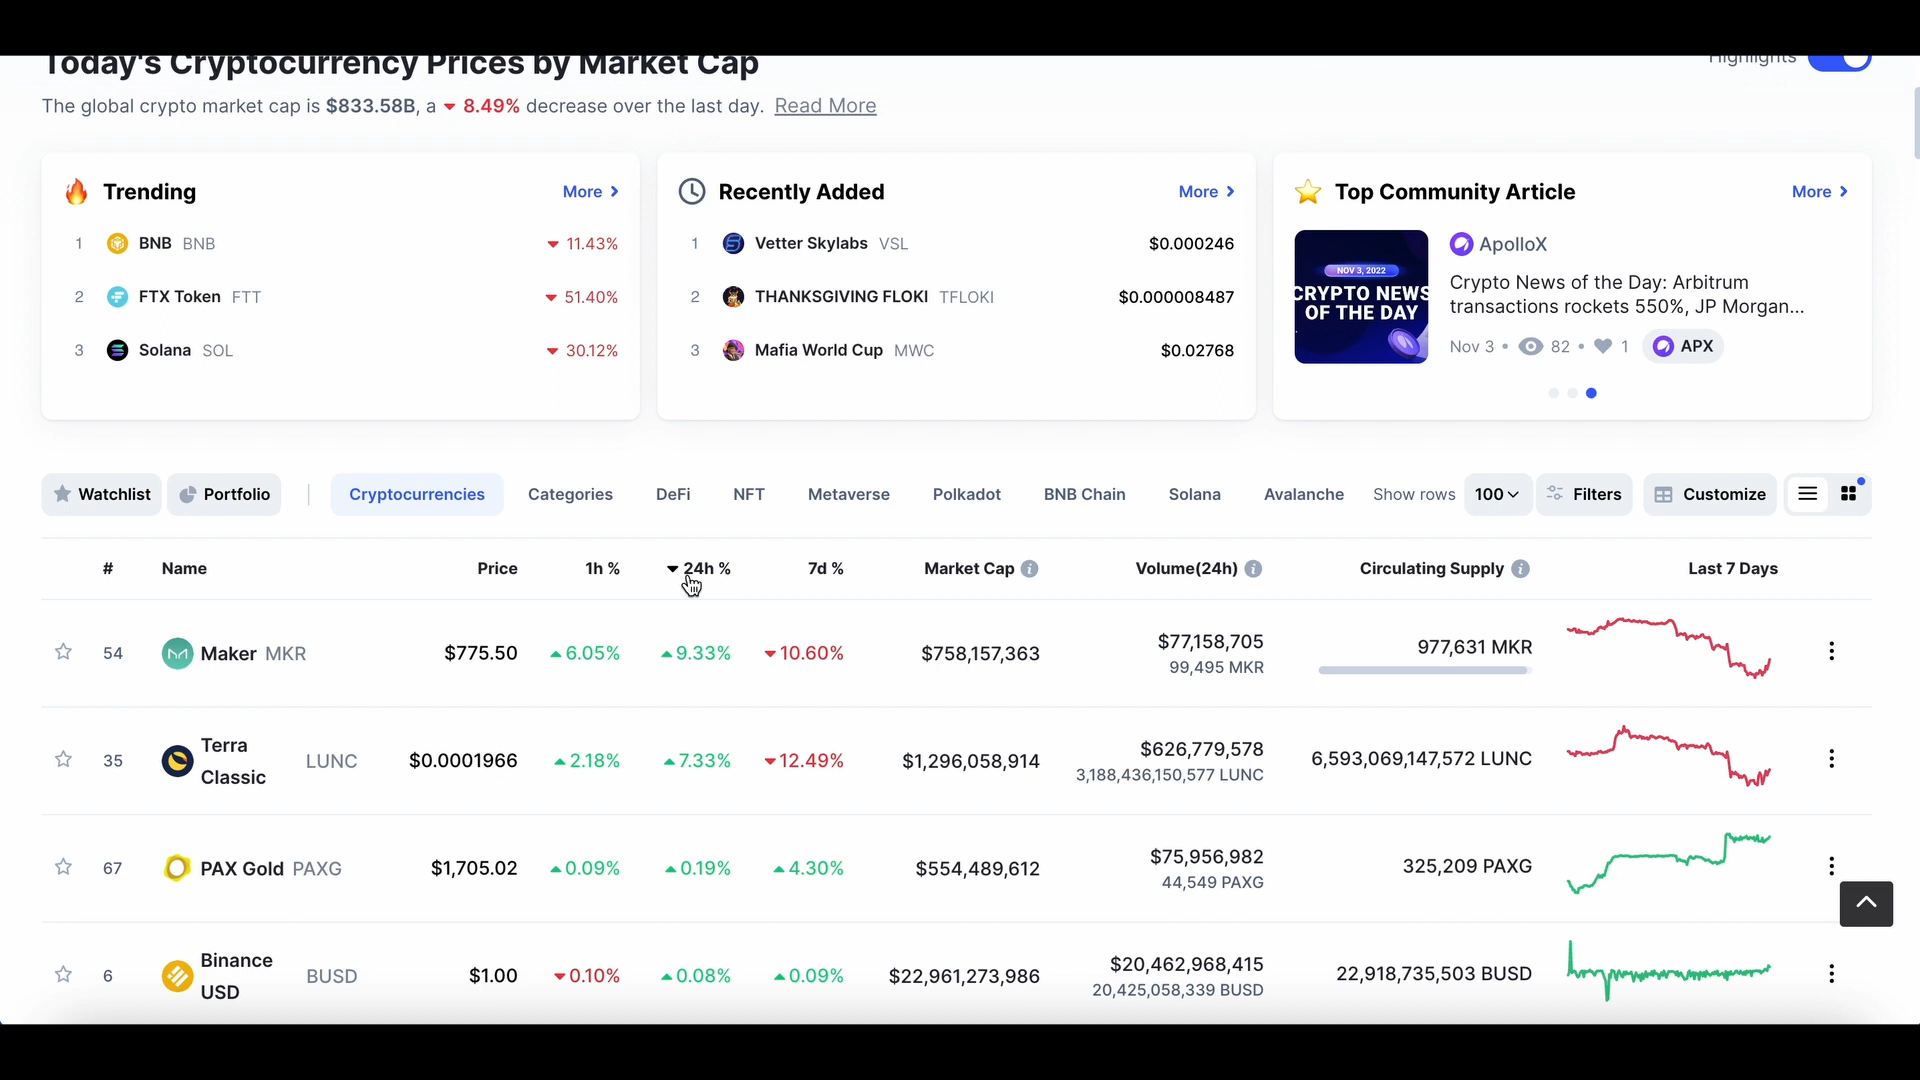 Today's Cryptocurrency Prices by Market Cap
Highlights
The global crypto market cap is $833.58B, a 8.49% decrease over the last day. Read More
Trending
More
1 BNB BNB 11.43%
2 FTX Token FTT 51.40%
3 Solana SOL 30.12%
Recently Added
More
1 Vetter Skylabs VSL $0.000246
2 THANKSGIVING FLOKI TFLOKI $0.000008487
3 Mafia World Cup MWC $0.02768
Top Community Article
More
NOV 3, 2022
CRYPTO NEWS
OF THE DAY
ApolloX
Crypto News of the Day: Arbitrum
transactions rockets 550%, JP Morgan...
Nov 3 • 82 • 1 APX
Watchlist Portfolio Cryptocurrencies Categories DeFi NFT Metaverse Polkadot BNB Chain Solana Avalanche Show rows 100 Filters Customize
# Name Price 1h % 24h % 7d % Market Cap Volume(24h) Circulating Supply Last 7 Days
54 Maker MKR $775.50 6.05% 9.33% 10.60% $758,157,363 $77,158,705 977,631 MKR
99,495 MKR
35 Terra Classic LUNC $0.0001966 2.18% 7.33% 12.49% $1,296,058,914 $626,779,578 6,593,069,147,572 LUNC
3,188,436,150,577 LUNC
67 PAX Gold PAXG $1,705.02 0.09% 0.19% 4.30% $554,489,612 $75,956,982 325,209 PAXG
44,549 PAXG
6 Binance USD BUSD $1.00 0.10% 0.08% 0.09% $22,961,273,986 $20,462,968,415 22,918,735,503 BUSD
20,425,058,339 BUSD